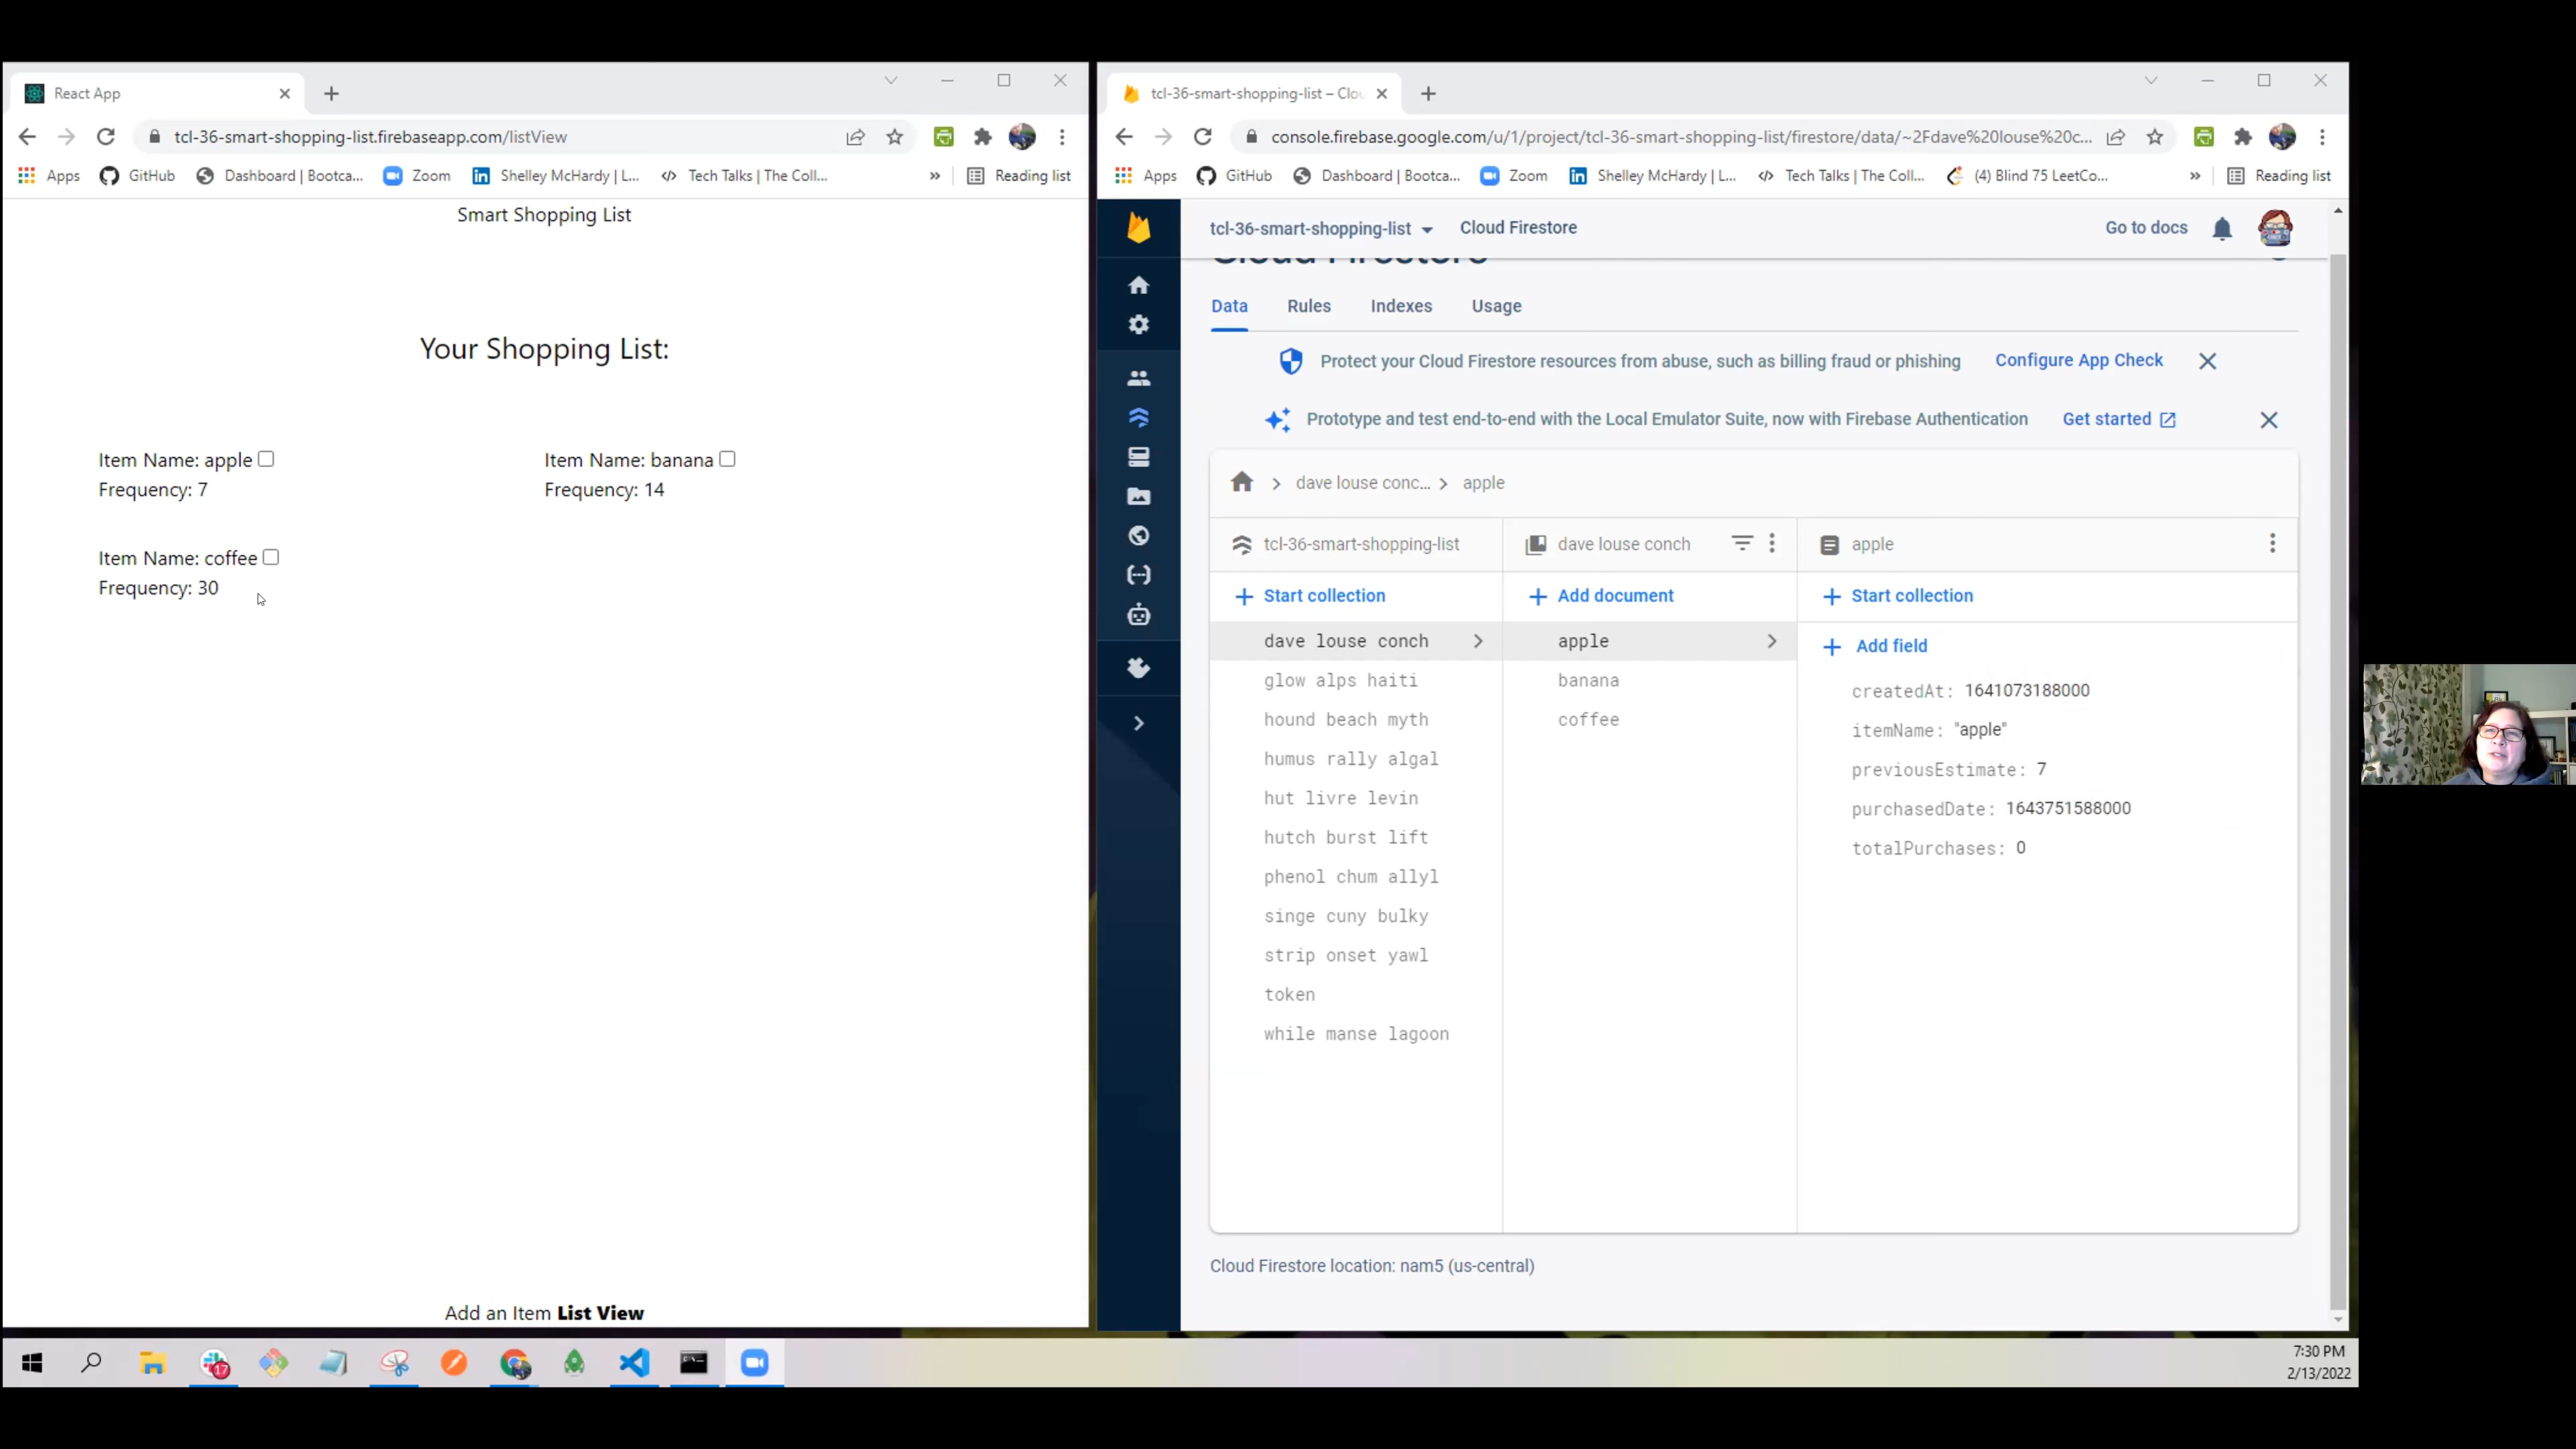 React App
tcl-36-smart-shopping-list.firebaseapp.com/listView
Apps GitHub Dashboard | Bootca... Zoom Shelley McHardy | L... Tech Talks | The Coll... » Reading list
Smart Shopping List
Your Shopping List:
Item Name: apple
Frequency: 7
Item Name: banana
Frequency: 14
Item Name: coffee
Frequency: 30
Add an Item List View
tcl-36-smart-shopping-list – Clou
console.firebase.google.com/u/1/project/tcl-36-smart-shopping-list/firestore/data/~2Fdave%20louse%20c...
Apps GitHub Dashboard | Bootca... Zoom Shelley McHardy | L... Tech Talks | The Coll... (4) Blind 75 LeetCo... » Reading list
tcl-36-smart-shopping-list Cloud Firestore Go to docs
Cloud Firestore
Data Rules Indexes Usage
Protect your Cloud Firestore resources from abuse, such as billing fraud or phishing Configure App Check
Prototype and test end-to-end with the Local Emulator Suite, now with Firebase Authentication Get started
dave louse conc... > apple
tcl-36-smart-shopping-list
+ Start collection
dave louse conch
glow alps haiti
hound beach myth
humus rally algal
hut livre levin
hutch burst lift
phenol chum allyl
singe cuny bulky
strip onset yawl
token
while manse lagoon
dave louse conch
+ Add document
apple
banana
coffee
apple
+ Start collection
+ Add field
createdAt: 1641073188000
itemName: "apple"
previousEstimate: 7
purchasedDate: 1643751588000
totalPurchases: 0
Cloud Firestore location: nam5 (us-central)
17
7:30 PM
2/13/2022